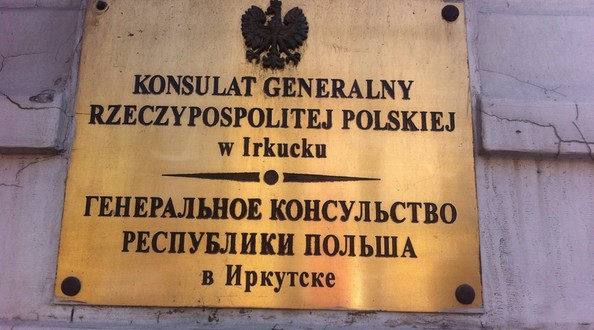 KONSULAT GENERALNY
RZECZYPOSPOLITEJ POLSKIEJ
w Irkucku
ГЕНЕРАЛЬНОЕ КОНСУЛЬСТВО
РЕСПУБЛИКИ ПОЛЬША
в Иркутске